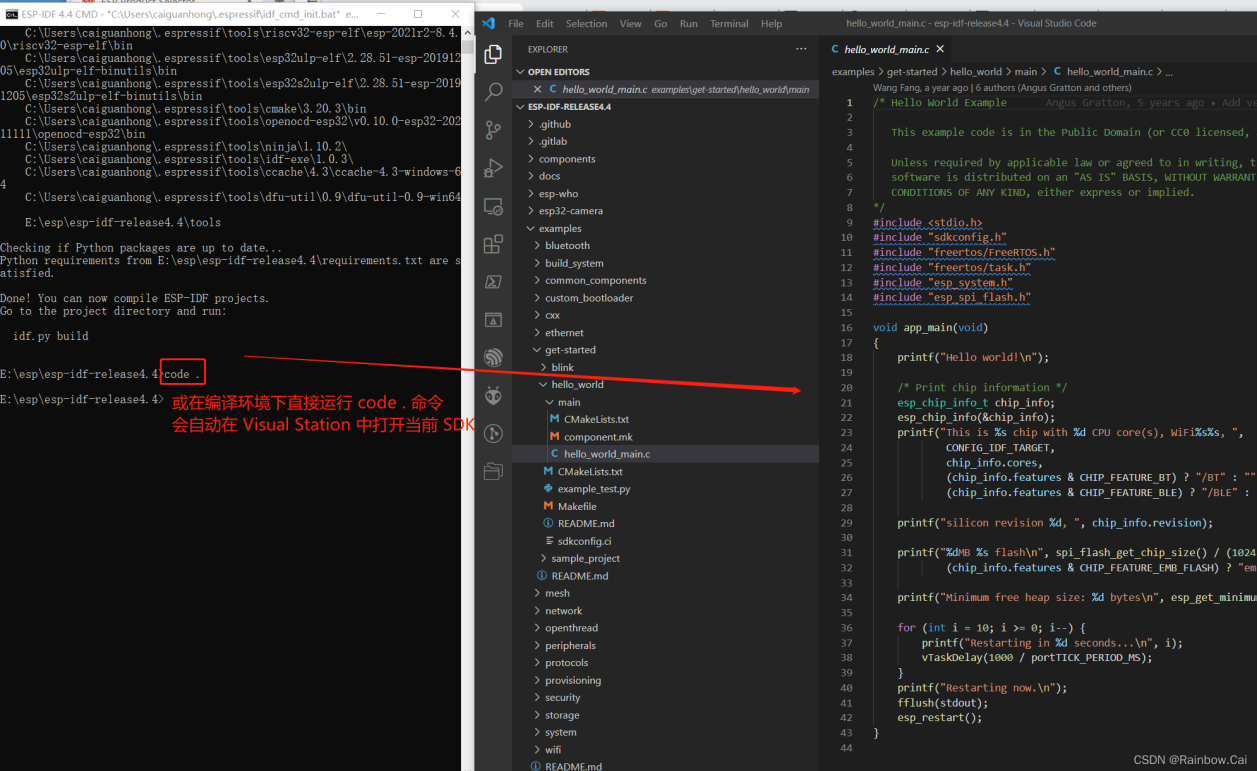 ESP-IDF 4.4 CMD - "C:\Users\caiguanhong\.espressif\idf_cmd_init.bat" e...
C:\Users\caiguanhong\.espressif\tools\riscv32-esp-elf\esp-2021r2-8.4.
0\riscv32-esp-elf\bin
C:\Users\caiguanhong\.espressif\tools\esp32ulp-elf\2.28.51-esp-201912
05\esp32ulp-elf-binutils\bin
C:\Users\caiguanhong\.espressif\tools\esp32s2ulp-elf\2.28.51-esp-2019
1205\esp32s2ulp-elf-binutils\bin
C:\Users\caiguanhong\.espressif\tools\cmake\3.20.3\bin
C:\Users\caiguanhong\.espressif\tools\openocd-esp32\v0.10.0-esp32-202
11111\openocd-esp32\bin
C:\Users\caiguanhong\.espressif\tools\ninja\1.10.2\
C:\Users\caiguanhong\.espressif\tools\idf-exe\1.0.3\
C:\Users\caiguanhong\.espressif\tools\ccache\4.3\ccache-4.3-windows-6
4
C:\Users\caiguanhong\.espressif\tools\dfu-util\0.9\dfu-util-0.9-win64
E:\esp\esp-idf-release4.4\tools
Checking if Python packages are up to date...
Python requirements from E:\esp\esp-idf-release4.4\requirements.txt are s
atisfied.
Done! You can now compile ESP-IDF projects.
Go to the project directory and run:
idf.py build
E:\esp\esp-idf-release4.4>code .
E:\esp\esp-idf-release4.4>
或在编译环境下直接运行 code . 命令
会自动在 Visual Station 中打开当前 SDK
File Edit Selection View Go Run Terminal Help
hello_world_main.c - esp-idf-release4.4 - Visual Studio Code
EXPLORER
OPEN EDITORS
hello_world_main.c examples\get-started\hello_world\main
ESP-IDF-RELEASE4.4
.github
.gitlab
components
docs
esp-who
esp32-camera
examples
bluetooth
build_system
common_components
custom_bootloader
cxx
ethernet
get-started
blink
hello_world
main
CMakeLists.txt
component.mk
hello_world_main.c
CMakeLists.txt
example_test.py
Makefile
README.md
sdkconfig.ci
sample_project
README.md
mesh
network
openthread
peripherals
protocols
provisioning
security
storage
system
wifi
README.md
C hello_world_main.c
examples > get-started > hello_world > main > C hello_world_main.c > ...
Wang Fang, a year ago | 6 authors (Angus Gratton and others)
1 /* Hello World Example Angus Gratton, 5 years ago • Add ve
2
3 This example code is in the Public Domain (or CC0 licensed,
4
5 Unless required by applicable law or agreed to in writing, t
6 software is distributed on an "AS IS" BASIS, WITHOUT WARRANT
7 CONDITIONS OF ANY KIND, either express or implied.
8 */
9 #include <stdio.h>
10 #include "sdkconfig.h"
11 #include "freertos/FreeRTOS.h"
12 #include "freertos/task.h"
13 #include "esp_system.h"
14 #include "esp_spi_flash.h"
15
16 void app_main(void)
17 {
18 printf("Hello world!\n");
19
20 /* Print chip information */
21 esp_chip_info_t chip_info;
22 esp_chip_info(&chip_info);
23 printf("This is %s chip with %d CPU core(s), WiFi%s%s, ",
24 CONFIG_IDF_TARGET,
25 chip_info.cores,
26 (chip_info.features & CHIP_FEATURE_BT) ? "/BT" : ""
27 (chip_info.features & CHIP_FEATURE_BLE) ? "/BLE" :
28
29 printf("silicon revision %d, ", chip_info.revision);
30
31 printf("%dMB %s flash\n", spi_flash_get_chip_size() / (1024
32 (chip_info.features & CHIP_FEATURE_EMB_FLASH) ? "em
33
34 printf("Minimum free heap size: %d bytes\n", esp_get_minimu
35
36 for (int i = 10; i >= 0; i--) {
37 printf("Restarting in %d seconds...\n", i);
38 vTaskDelay(1000 / portTICK_PERIOD_MS);
39 }
40 printf("Restarting now.\n");
41 fflush(stdout);
42 esp_restart();
43 }
44
CSDN @Rainbow.Cai